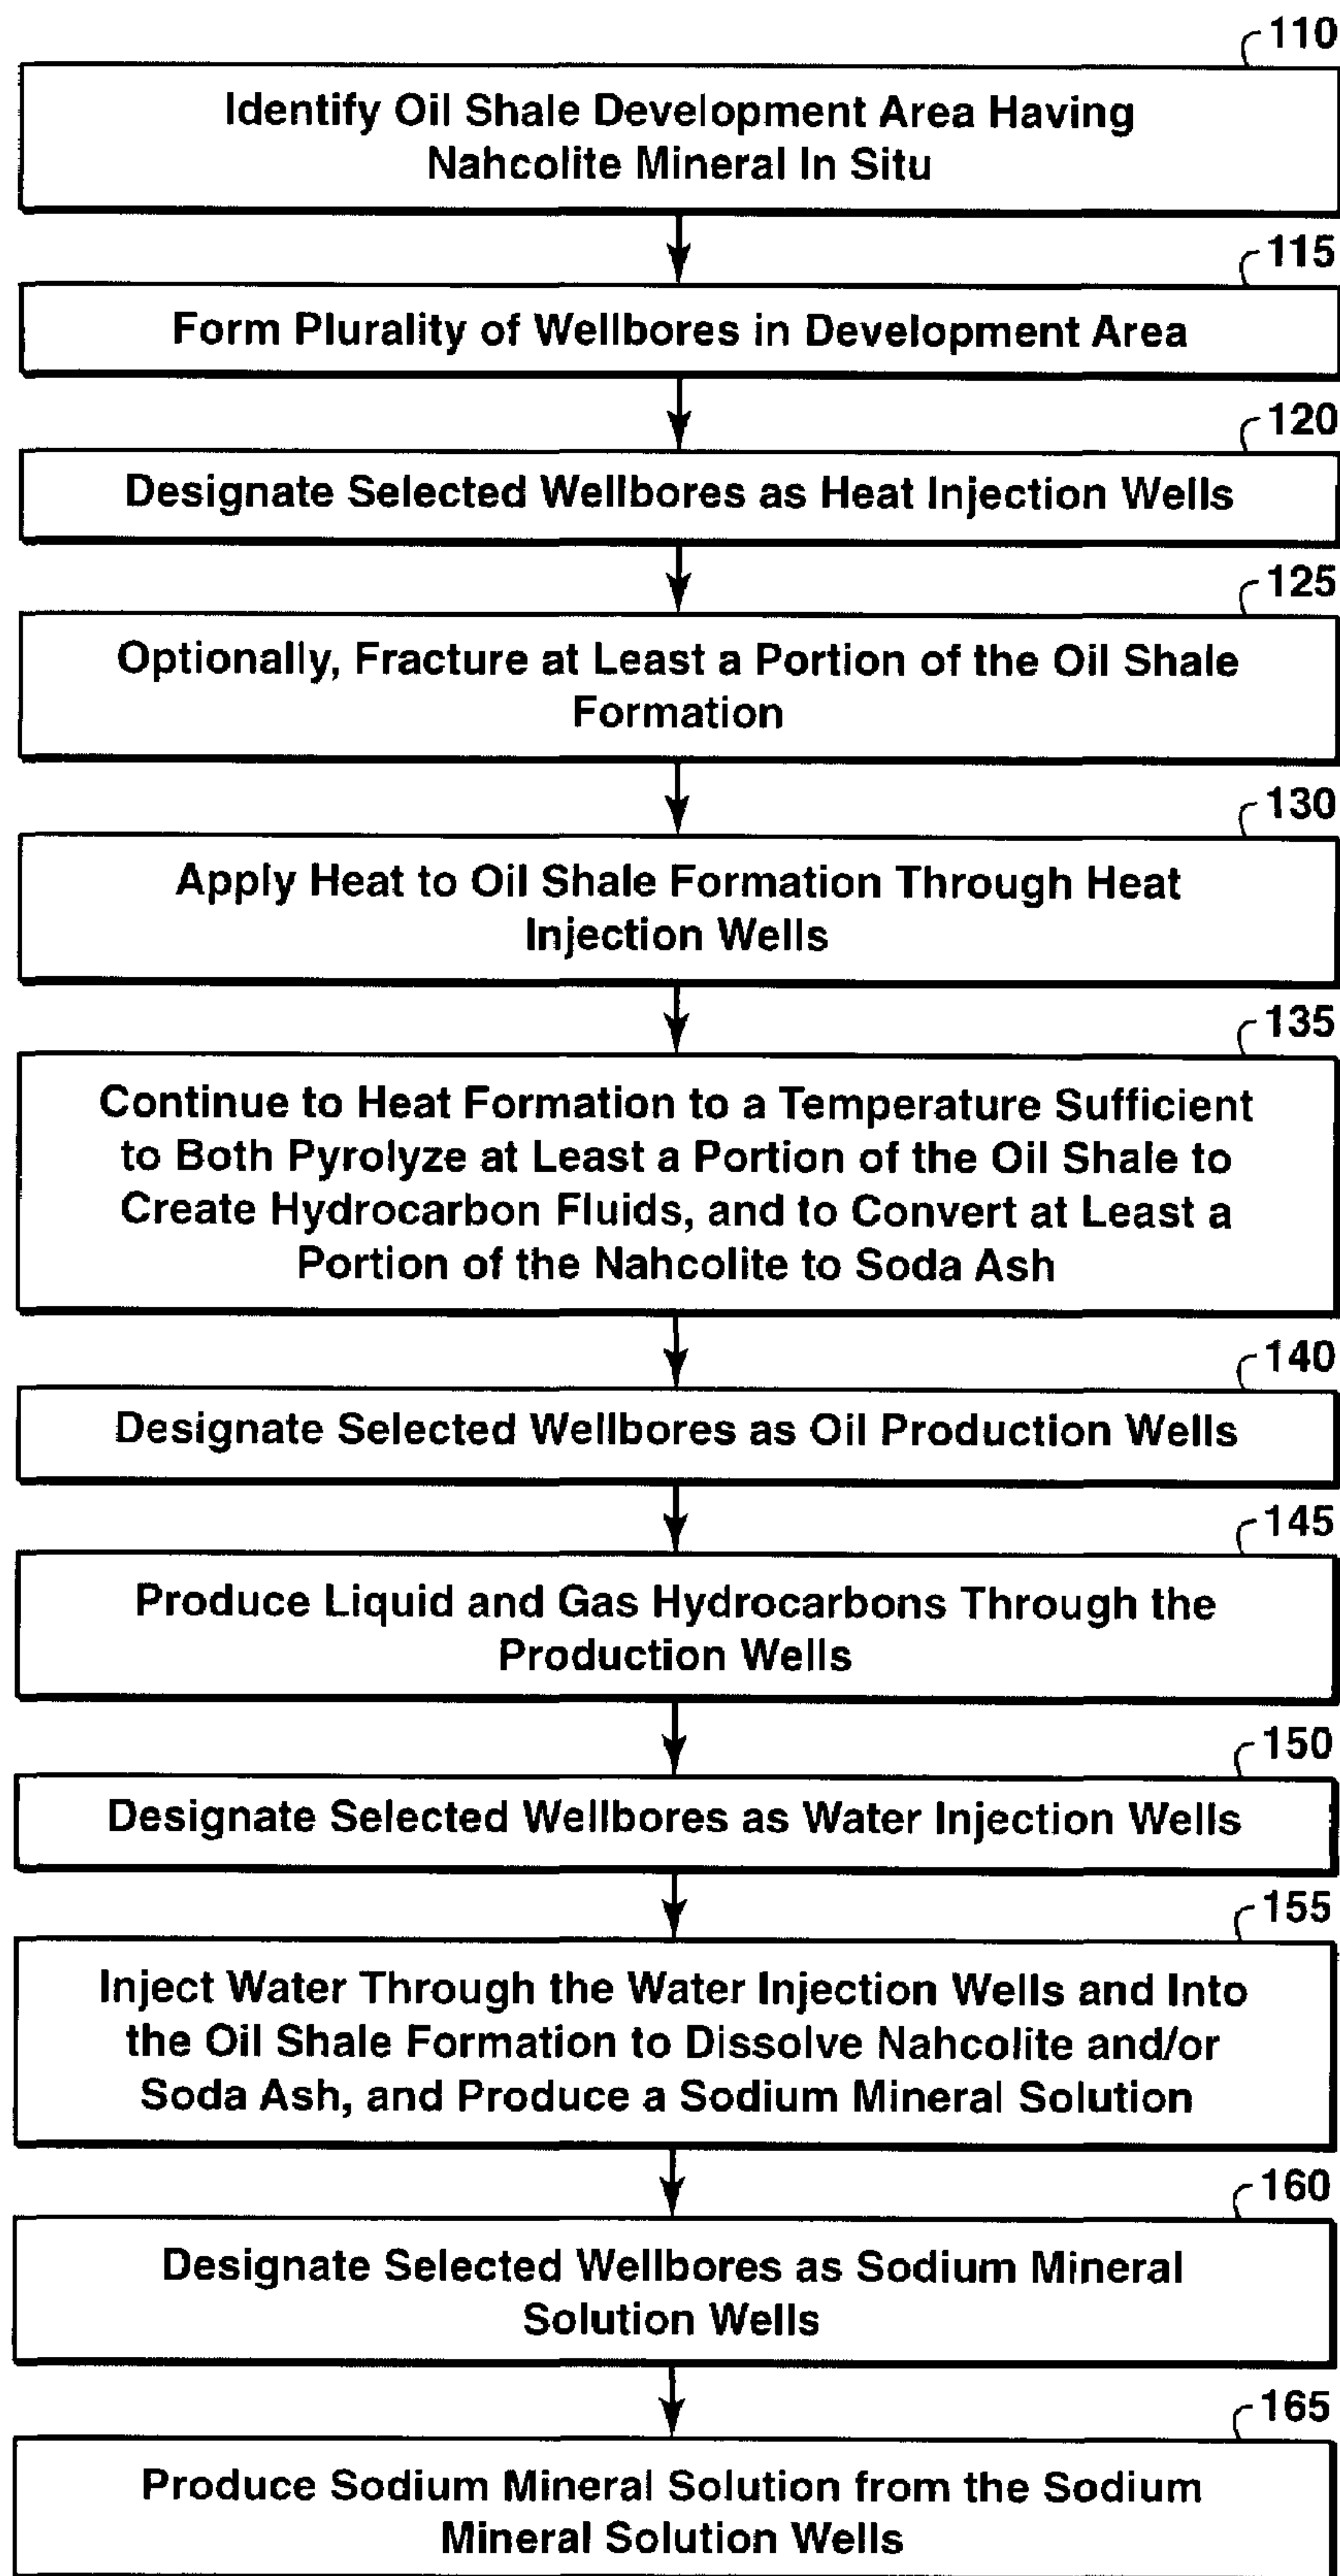 110
Identify Oil Shale Development Area Having
Nahcolite Mineral In Situ
115
Form Plurality of Wellbores in Development Area
120
Designate Selected Wellbores as Heat Injection Wells
125
Optionally, Fracture at Least a Portion of the Oil Shale
Formation
130
Apply Heat to Oil Shale Formation Through Heat
Injection Wells
135
Continue to Heat Formation to a Temperature Sufficient
to Both Pyrolyze at Least a Portion of the Oil Shale to
Create Hydrocarbon Fluids, and to Convert at Least a
Portion of the Nahcolite to Soda Ash
140
Designate Selected Wellbores as Oil Production Wells
145
Produce Liquid and Gas Hydrocarbons Through the
Production Wells
150
Designate Selected Wellbores as Water Injection Wells
155
Inject Water Through the Water Injection Wells and Into
the Oil Shale Formation to Dissolve Nahcolite and/or
Soda Ash, and Produce a Sodium Mineral Solution
160
Designate Selected Wellbores as Sodium Mineral
Solution Wells
165
Produce Sodium Mineral Solution from the Sodium
Mineral Solution Wells